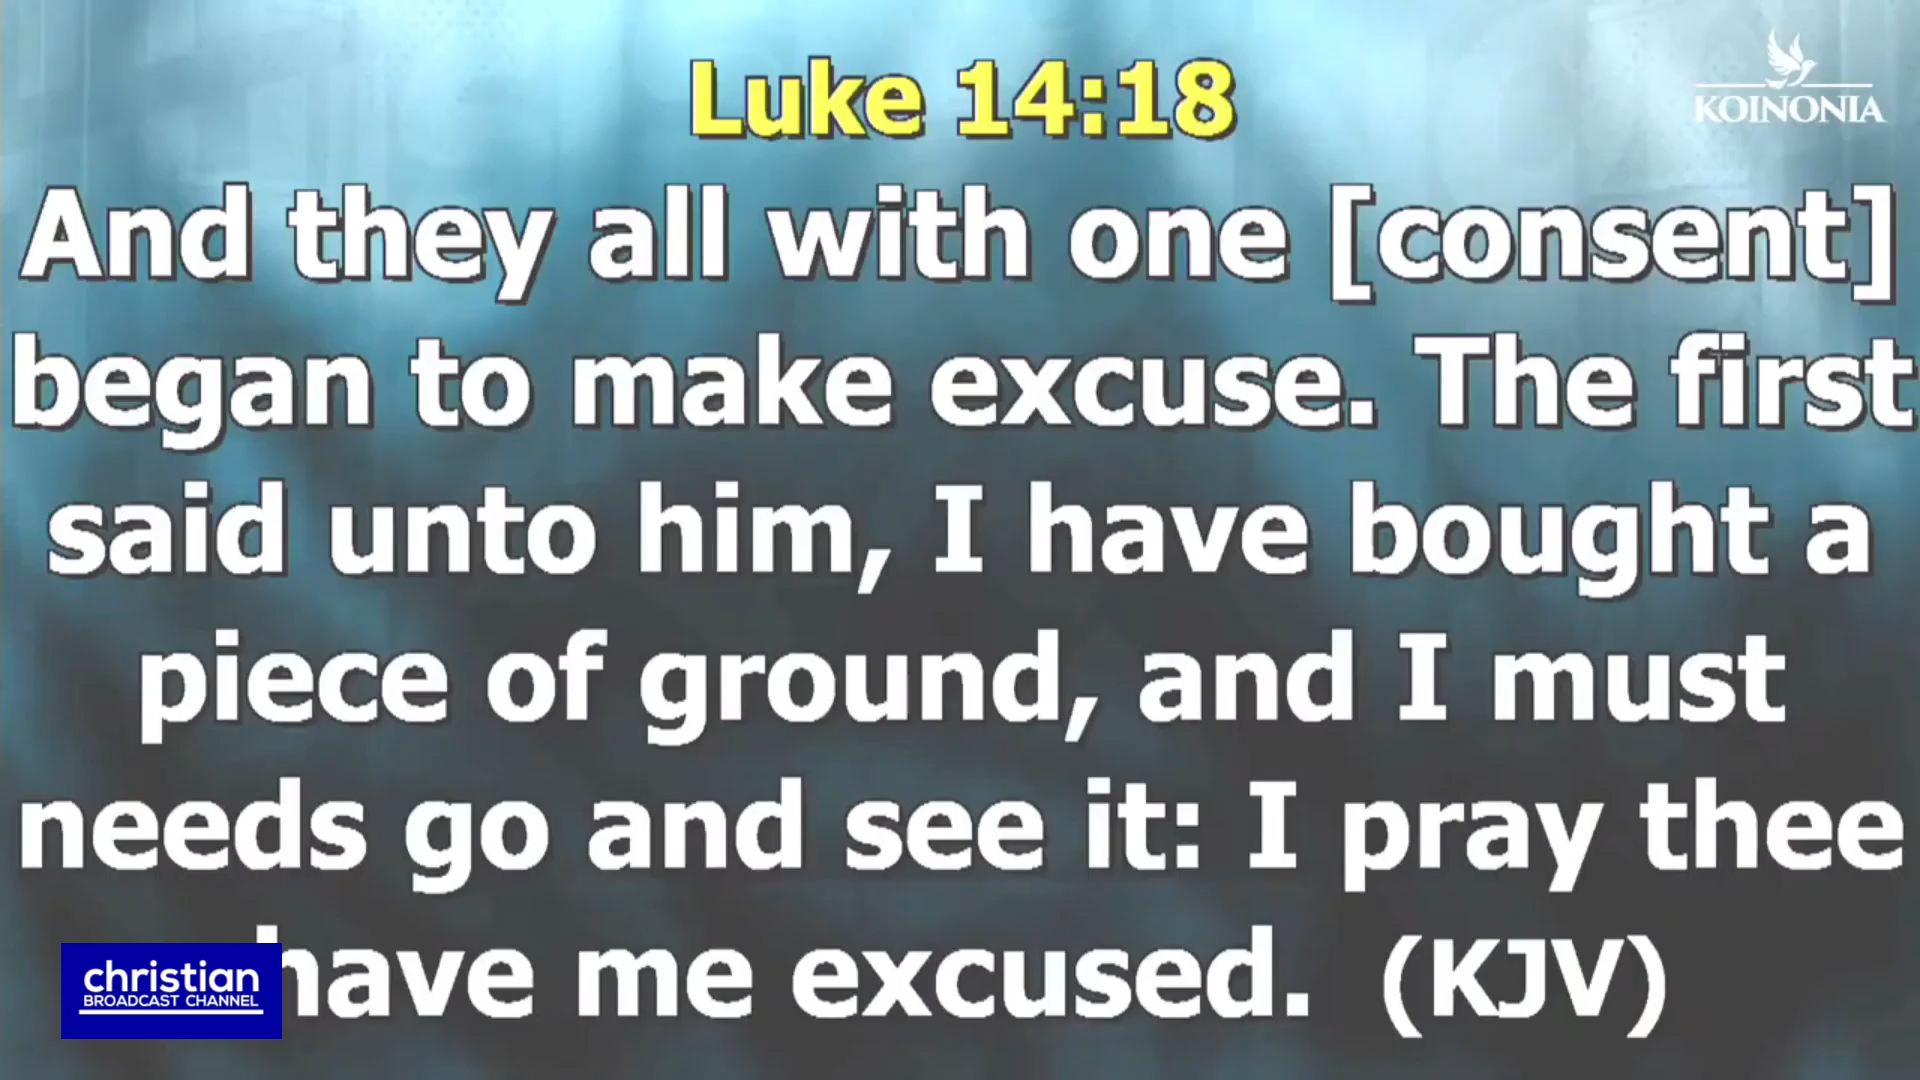 Luke 14:18
KOINONIA
And they all with one [consent]
began to make excuse. The first
said unto him, I have bought a
piece of ground, and I must
needs go and see it: I pray thee
have me excused. (KJV)
christian
BROADCAST CHANNEL